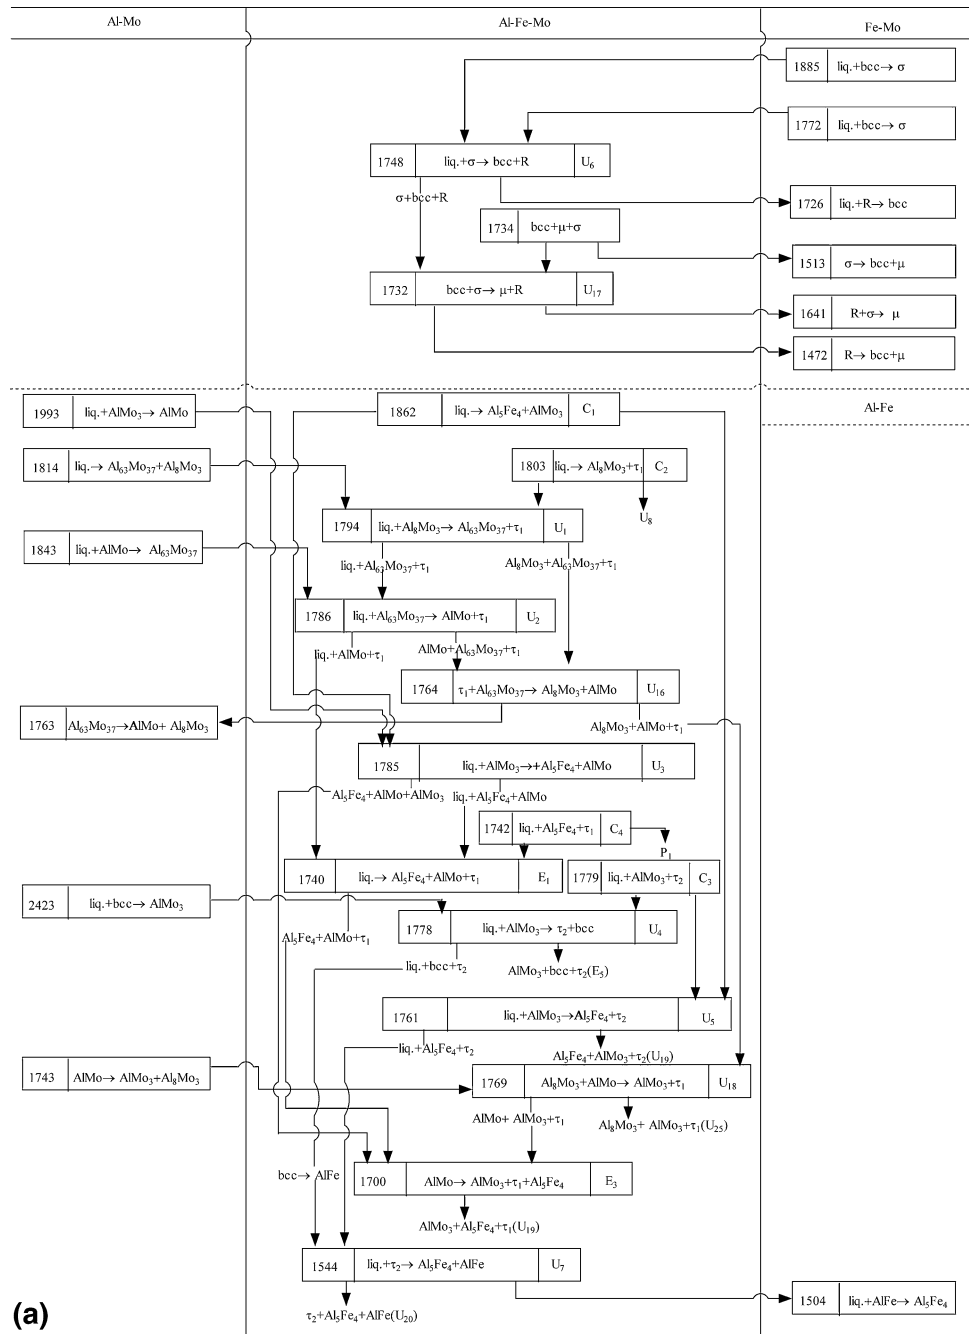 Al-Mo Al-Fe-Mo Fe-Mo
1885 liq.+bcc→ σ
1772 liq.+bcc→ σ
1748 liq.+σ→ bcc+R U₆
σ+bcc+R
1726 liq.+R→ bcc
1734 bcc+μ+σ
1513 σ→ bcc+μ
1732 bcc+σ→ μ+R U₁₇
1641 R+σ→ μ
1472 R→ bcc+μ
1993 liq.+AlMo₃→ AlMo
1862 liq.→ Al₅Fe₄+AlMo₃ C₁
Al-Fe
1814 liq.→ Al₆₃Mo₃₇+Al₈Mo₃
1803 liq.→ Al₈Mo₃+τ₁ C₂
U₈
1794 liq.+Al₈Mo₃→ Al₆₃Mo₃₇+τ₁ U₁
1843 liq.+AlMo→ Al₆₃Mo₃₇
liq.+Al₆₃Mo₃₇+τ₁ Al₈Mo₃+Al₆₃Mo₃₇+τ₁
1786 liq.+Al₆₃Mo₃₇→ AlMo+τ₁ U₂
liq.+AlMo+τ₁ AlMo+Al₆₃Mo₃₇+τ₁
1764 τ₁+Al₆₃Mo₃₇→ Al₈Mo₃+AlMo U₁₆
1763 Al₆₃Mo₃₇→AlMo+ Al₈Mo₃
Al₈Mo₃+AlMo+τ₁
1785 liq.+AlMo₃→+Al₅Fe₄+AlMo U₃
Al₅Fe₄+AlMo+AlMo₃ liq.+Al₅Fe₄+AlMo
1742 liq.+Al₅Fe₄+τ₁ C₄
P₁
1740 liq.→ Al₅Fe₄+AlMo+τ₁ E₁
1779 liq.+AlMo₃+τ₂ C₃
2423 liq.+bcc→ AlMo₃
1778 liq.+AlMo₃→ τ₂+bcc U₄
Al₅Fe₄+AlMo+τ₁
liq.+bcc+τ₂ AlMo₃+bcc+τ₂(E₅)
1761 liq.+AlMo₃→Al₅Fe₄+τ₂ U₅
liq.+Al₅Fe₄+τ₂ Al₅Fe₄+AlMo₃+τ₂(U₁₉)
1743 AlMo→ AlMo₃+Al₈Mo₃
1769 Al₈Mo₃+AlMo→ AlMo₃+τ₁ U₁₈
AlMo+ AlMo₃+τ₁ Al₈Mo₃+ AlMo₃+τ₁(U₂₅)
bcc→ AlFe
1700 AlMo→ AlMo₃+τ₁+Al₅Fe₄ E₃
AlMo₃+Al₅Fe₄+τ₁(U₁₉)
1544 liq.+τ₂→ Al₅Fe₄+AlFe U₇
1504 liq.+AlFe→ Al₅Fe₄
τ₂+Al₅Fe₄+AlFe(U₂₀)
(a)